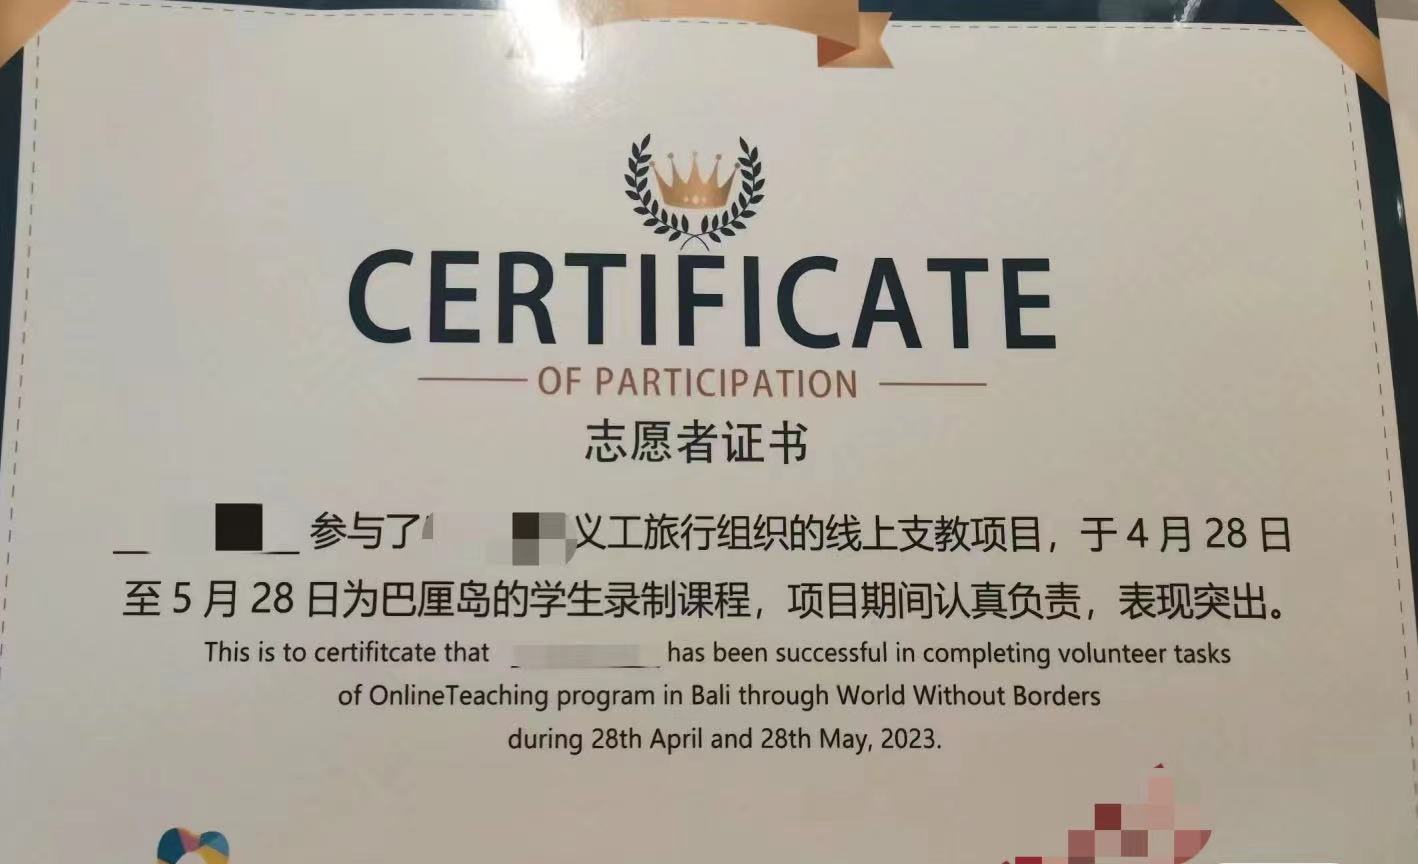 CERTIFICATE
OF PARTICIPATION
志愿者证书
参与了 义工旅行组织的线上支教项目，于4月28日
至5月28日为巴厘岛的学生录制课程，项目期间认真负责，表现突出。
This is to certifitcate that has been successful in completing volunteer tasks
of OnlineTeaching program in Bali through World Without Borders
during 28th April and 28th May, 2023.